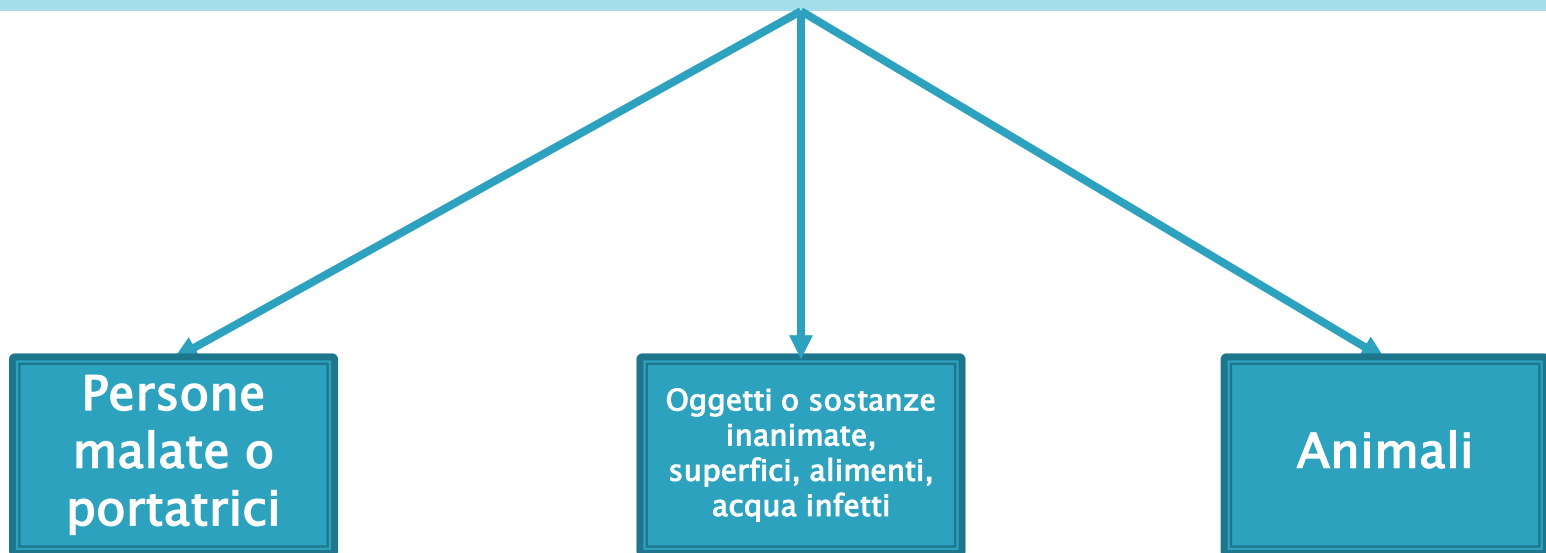 Persone
malate o
portatrici
Oggetti o sostanze
inanimate,
superfici, alimenti,
acqua infetti
Animali